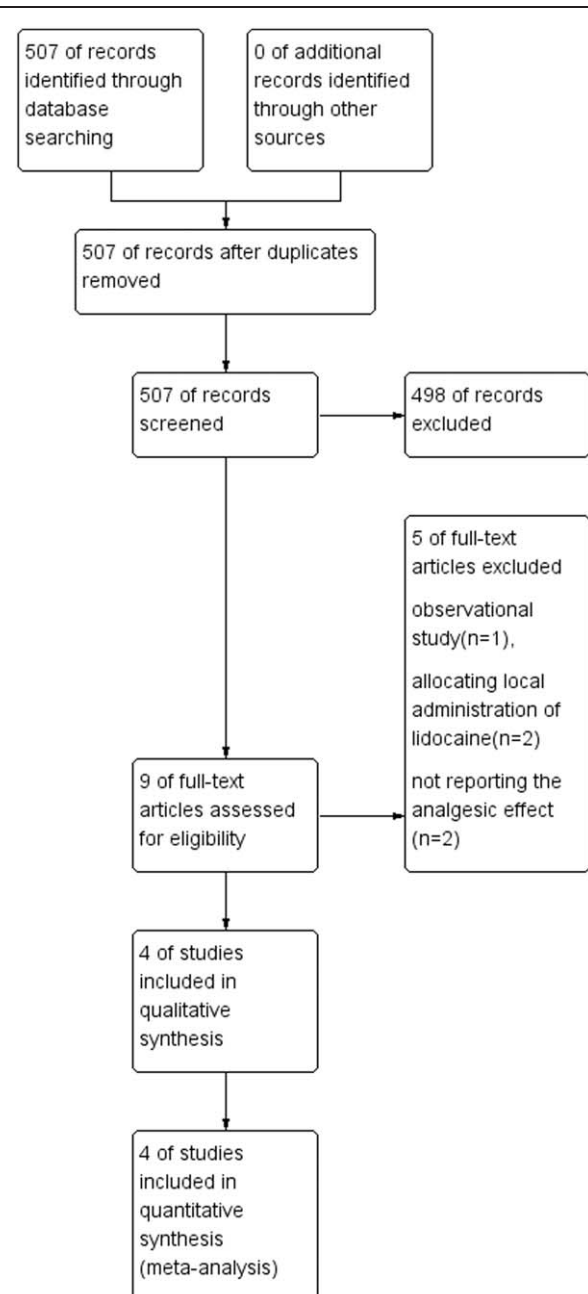 507 of records
identified through
database
searching
0 of additional
records identified
through other
sources
507 of records after duplicates
removed
507 of records
screened
498 of records
excluded
5 of full-text
articles excluded
observational
study(n=1),
allocating local
administration of
lidocaine(n=2)
not reporting the
analgesic effect
(n=2)
9 of full-text
articles assessed
for eligibility
4 of studies
included in
qualitative
synthesis
4 of studies
included in
quantitative
synthesis
(meta-analysis)